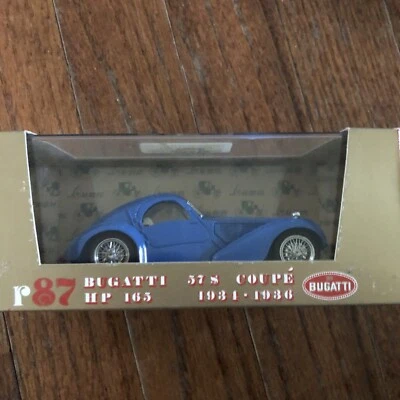 r87
BUGATTI 57 S COUPÉ
HP 165 1934 - 1936
BUGATTI